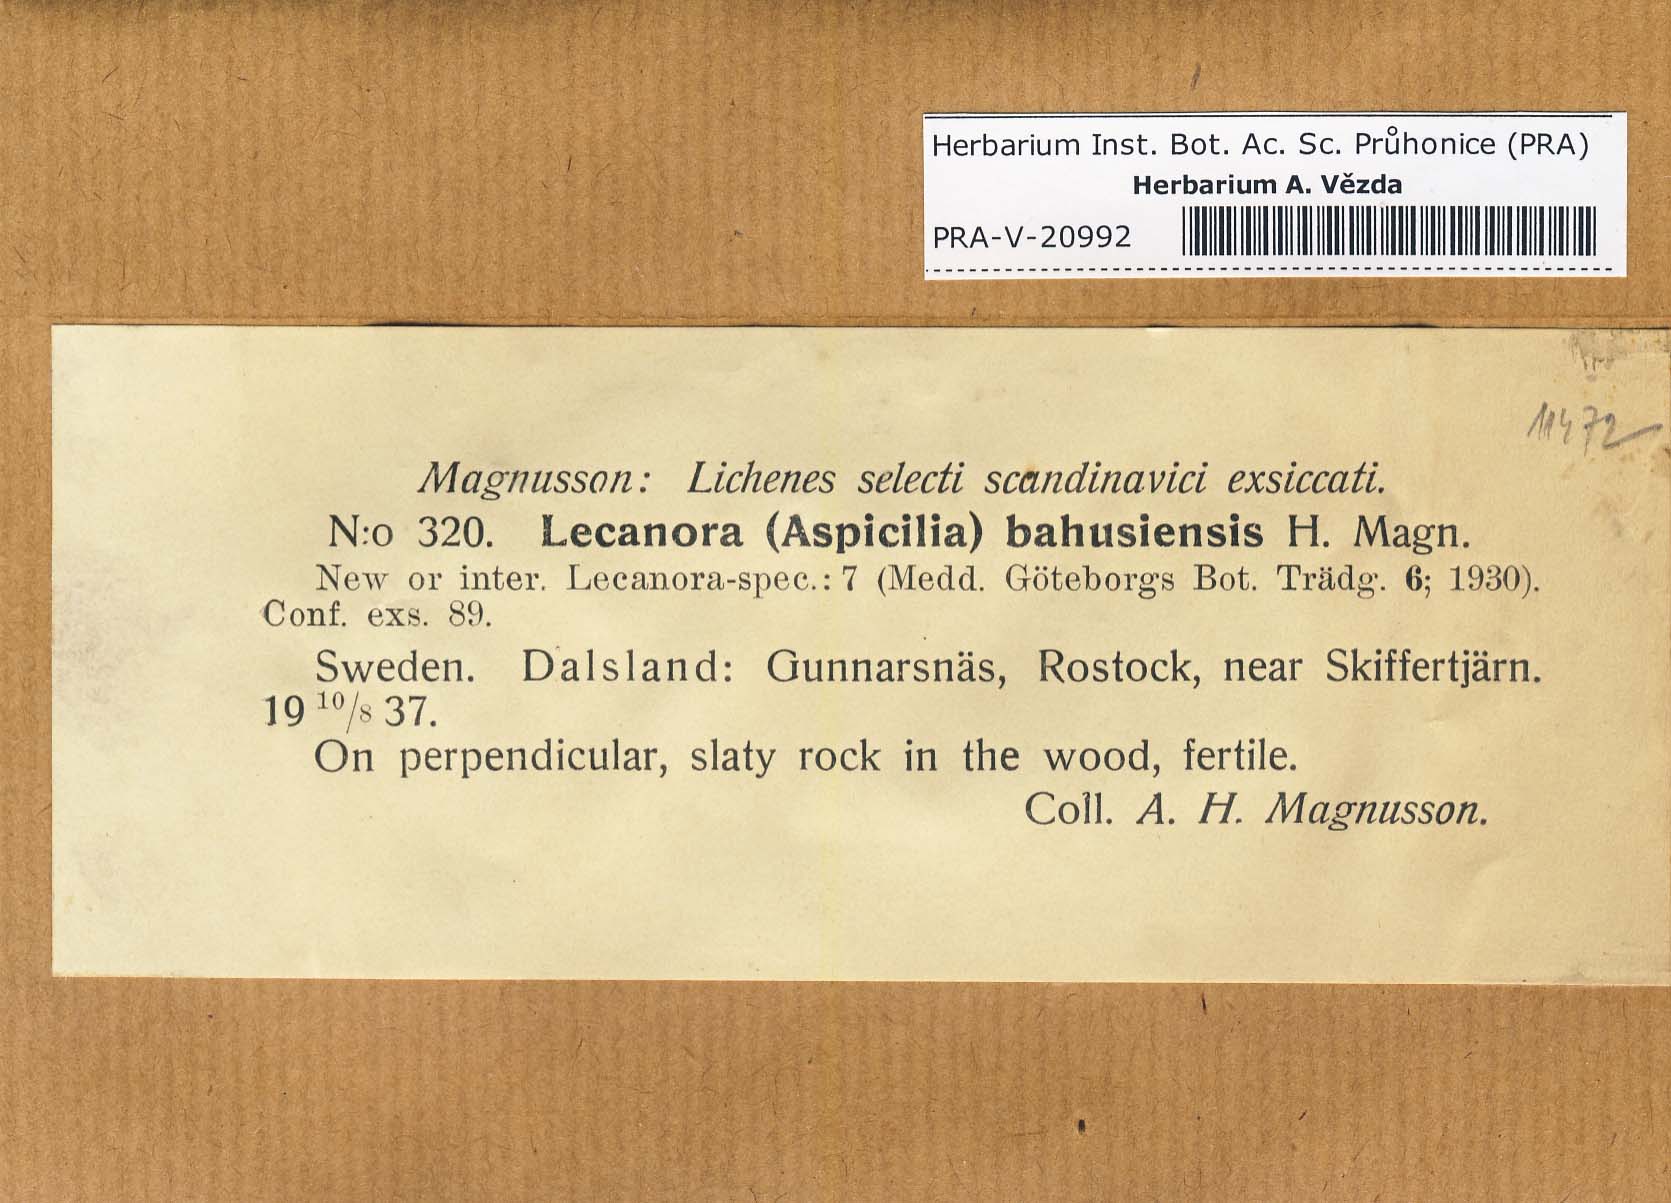 Herbarium Inst. Bot. Ac. Sc. Průhonice (PRA)
Herbarium A. Vězda
PRA-V-20992
11472
Magnusson: Lichenes selecti scandinavici exsiccati.
N:o 320. Lecanora (Aspicilia) bahusiensis H. Magn.
New or inter. Lecanora-spec.: 7 (Medd. Göteborgs Bot. Trädg. 6; 1930).
Conf. exs. 89.
Sweden. Dalsland: Gunnarsnäs, Rostock, near Skiffertjärn.
19 10/8 37.
On perpendicular, slaty rock in the wood, fertile.
Coll. A. H. Magnusson.